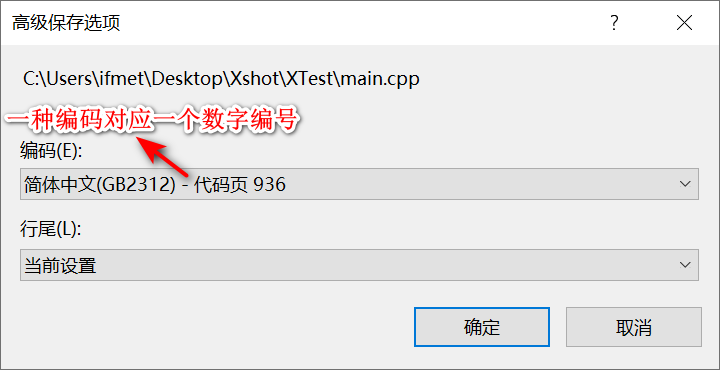 高级保存选项
?
C:\Users\ifmet\Desktop\Xshot\XTest\main.cpp
一种编码对应一个数字编号
编码(E):
简体中文(GB2312) - 代码页 936
行尾(L):
当前设置
确定
取消